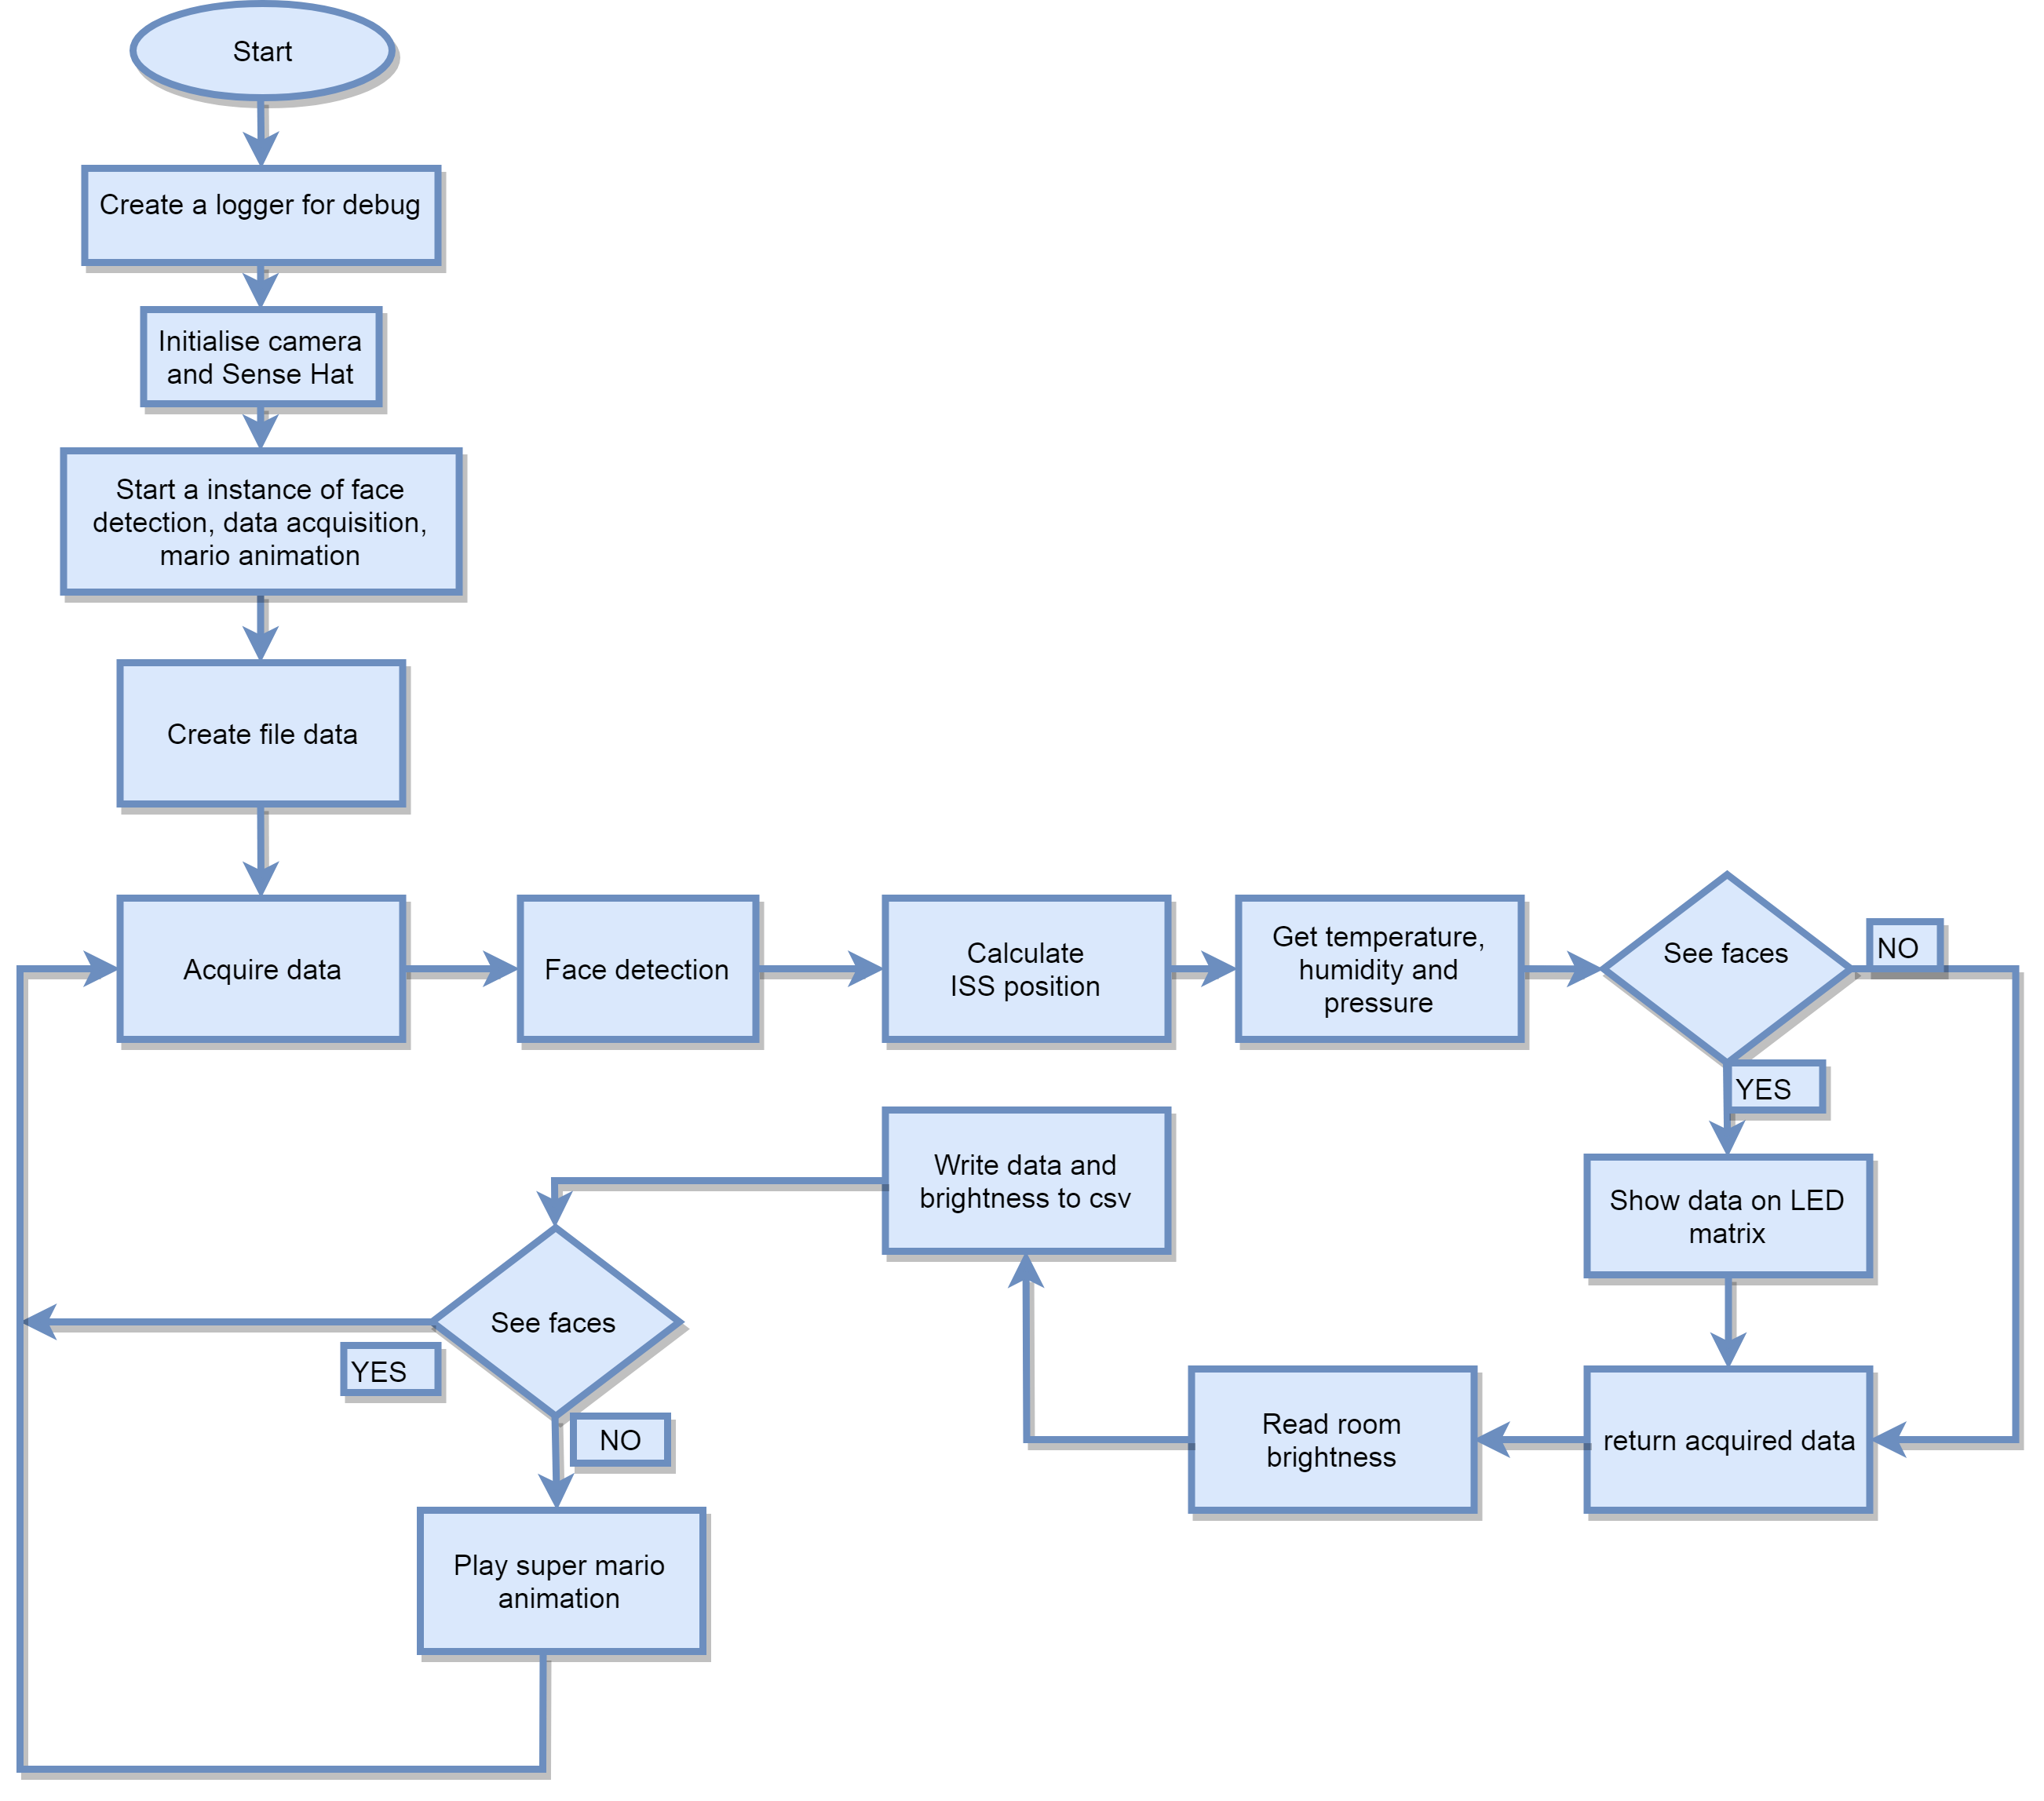 Start
Create a logger for debug
Initialise camera
and Sense Hat
Start a instance of face
detection, data acquisition,
mario animation
Create file data
Acquire data
Face detection
Calculate
ISS position
Get temperature,
humidity and
pressure
See faces
NO
YES
Show data on LED
matrix
return acquired data
Read room
brightness
Write data and
brightness to csv
See faces
YES
NO
Play super mario
animation